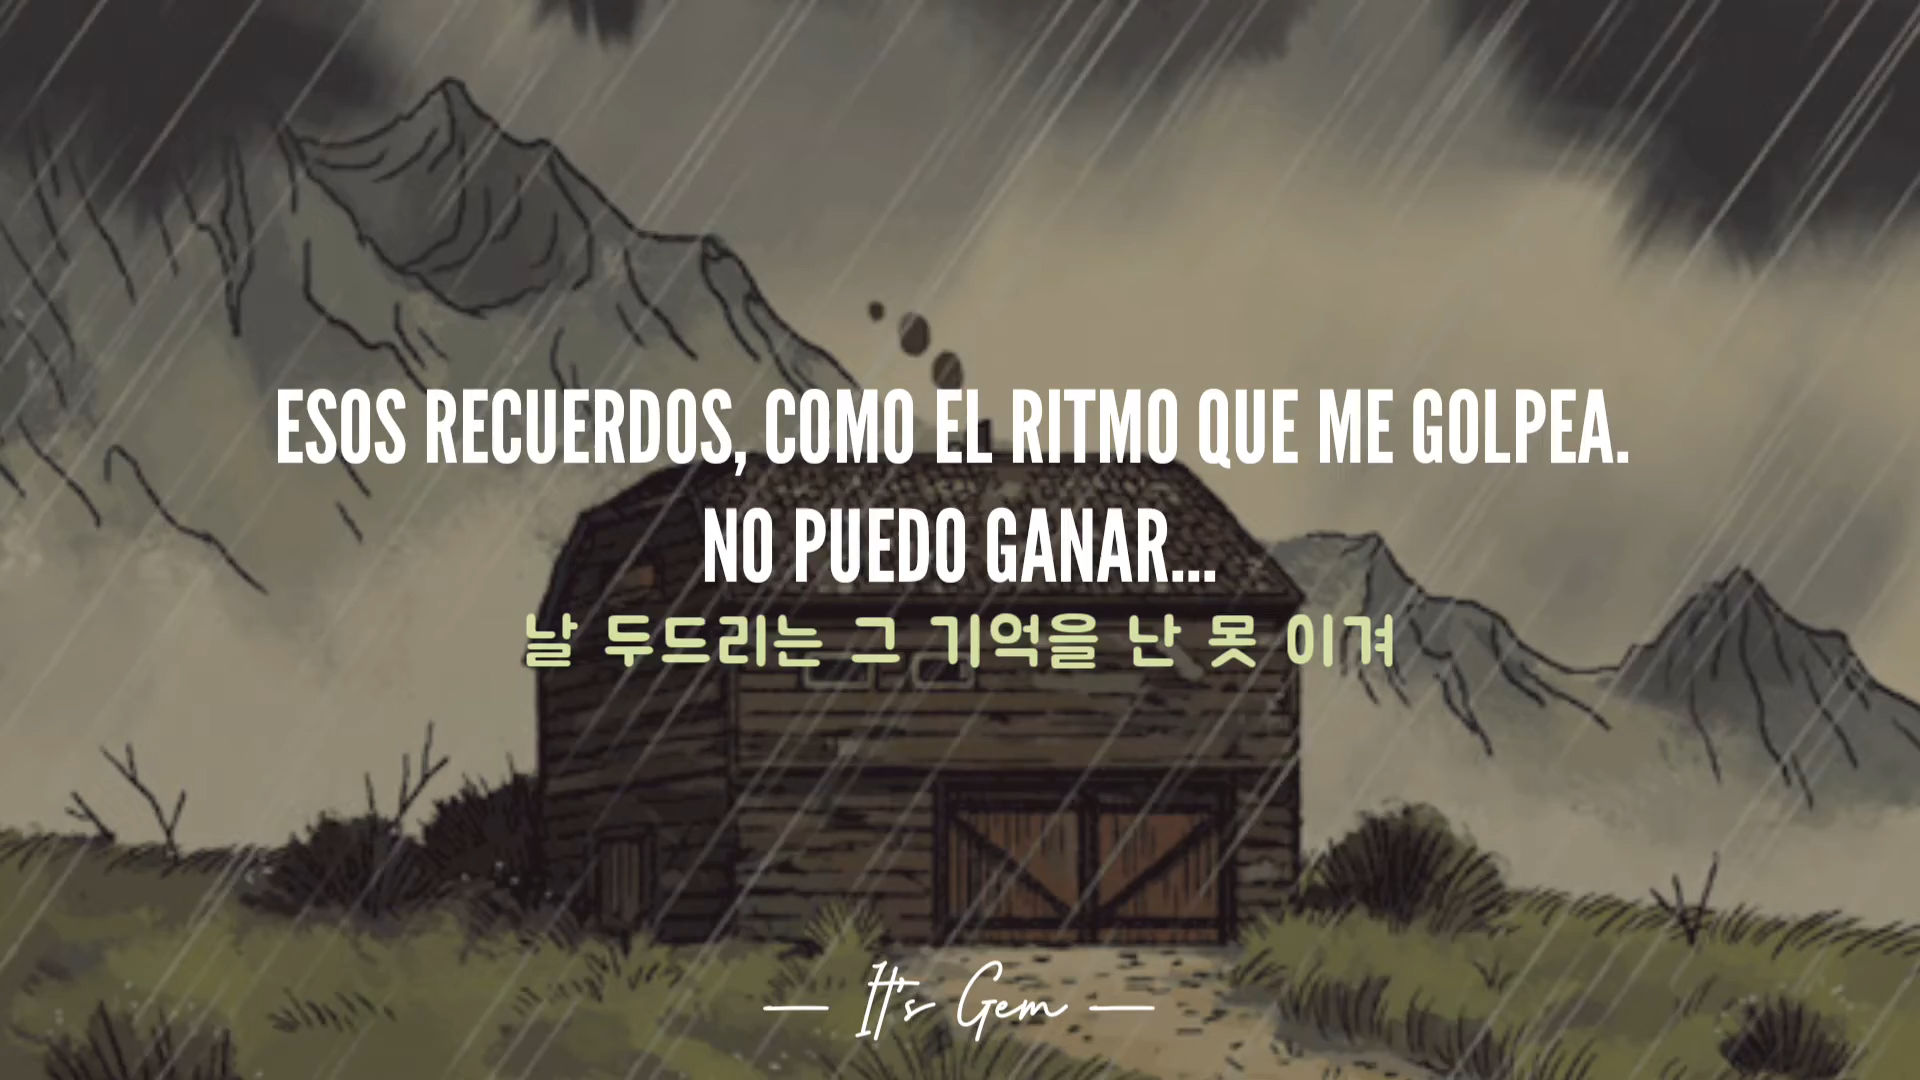 ESOS RECUERDOS, COMO EL RITMO QUE ME GOLPEA.
NO PUEDO GANAR...
날 두드리는 그 기억을 난 못 이겨
It's Gem